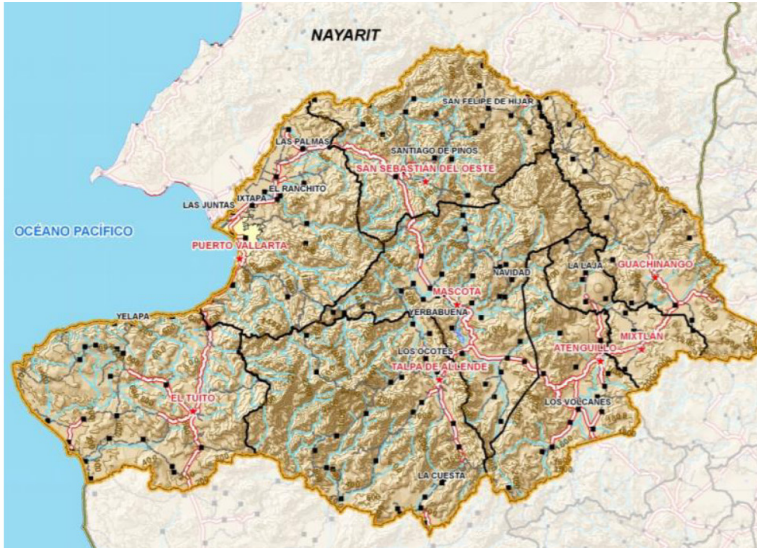 NAYARIT
SAN FELIPE DE HIJAR
LAS PALMAS
SANTIAGO DE PINOS
SAN SEBASTIAN DEL OESTE
EL RANCHITO
IXTAPA
LAS JUNTAS
OCÉANO PACÍFICO
PUERTO VALLARTA
LA LAJA
GUACHINANGO
NAVIDAD
MASCOTA
YERBABUENA
YELAPA
MIXTLÁN
LOS OCOTES
ATENGUILLO
TALPA DE ALLENDE
EL TUITO
LOS VOLCANES
LA CUESTA